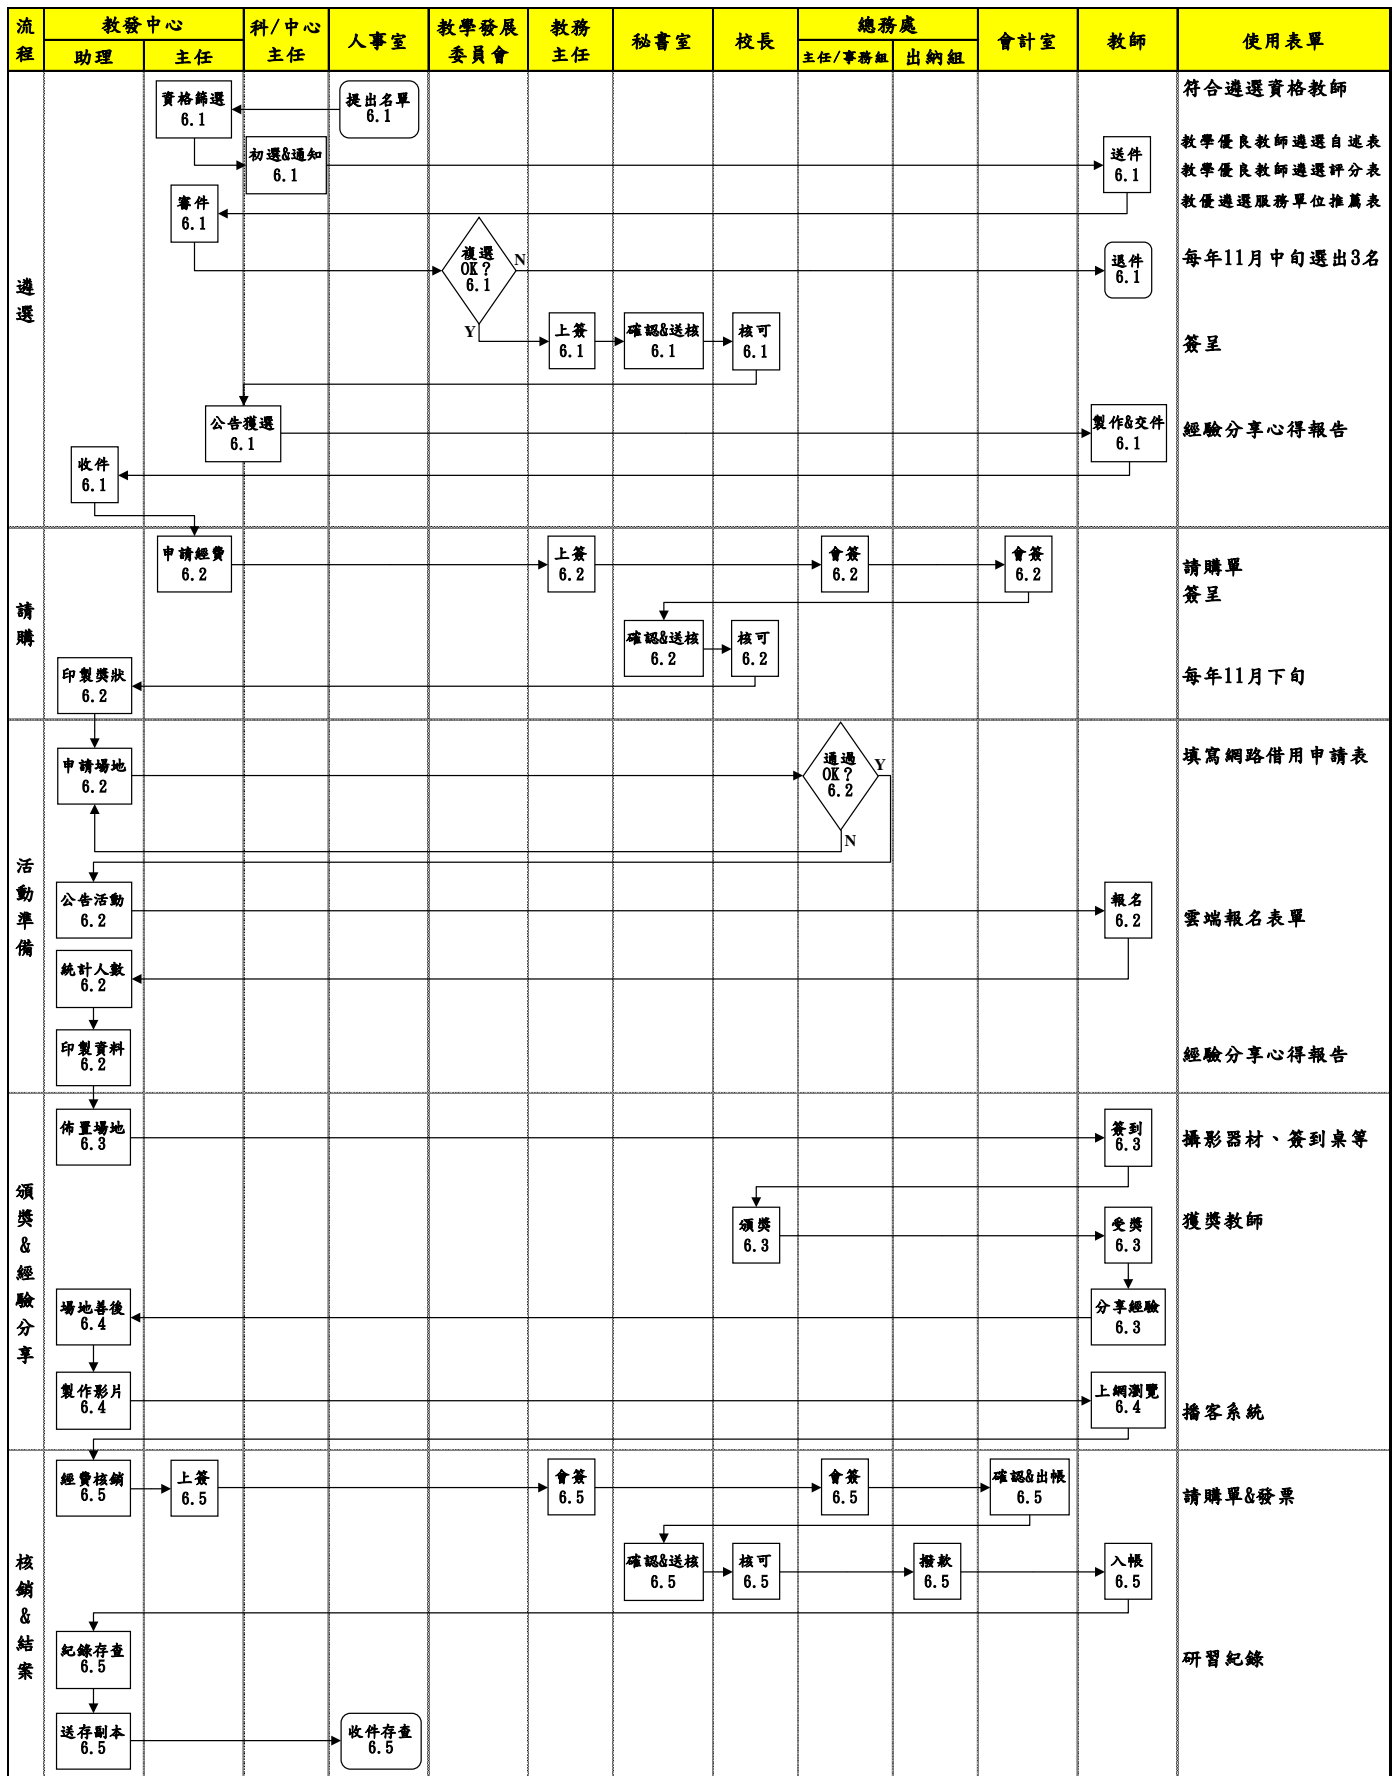 流程
教發中心
科/中心
主任
人事室
教學發展
委員會
教務
主任
秘書室
校長
總務處
會計室
教師
使用表單
助理
主任
主任/事務組
出納組
遴選
資格篩選
6.1
提出名單
6.1
符合遴選資格教師
初選&通知
6.1
送件
6.1
教學優良教師遴選自述表
教學優良教師遴選評分表
教優遴選服務單位推薦表
審件
6.1
複選
OK?
6.1
N
Y
退件
6.1
每年11月中旬選出3名
上簽
6.1
確認&送核
6.1
核可
6.1
簽呈
公告獲選
6.1
製作&交件
6.1
經驗分享心得報告
收件
6.1
請購
申請經費
6.2
上簽
6.2
會簽
6.2
會簽
6.2
請購單
簽呈
確認&送核
6.2
核可
6.2
印製獎狀
6.2
每年11月下旬
活動準備
申請場地
6.2
通過
OK?
6.2
Y
N
填寫網路借用申請表
公告活動
6.2
報名
6.2
雲端報名表單
統計人數
6.2
印製資料
6.2
經驗分享心得報告
頒獎&經驗分享
佈置場地
6.3
簽到
6.3
攝影器材、簽到桌等
頒獎
6.3
受獎
6.3
獲獎教師
場地善後
6.4
分享經驗
6.3
製作影片
6.4
上網瀏覽
6.4
播客系統
核銷&結案
經費核銷
6.5
上簽
6.5
會簽
6.5
會簽
6.5
確認&出帳
6.5
請購單&發票
確認&送核
6.5
核可
6.5
撥款
6.5
入帳
6.5
紀錄存查
6.5
研習紀錄
送存副本
6.5
收件存查
6.5